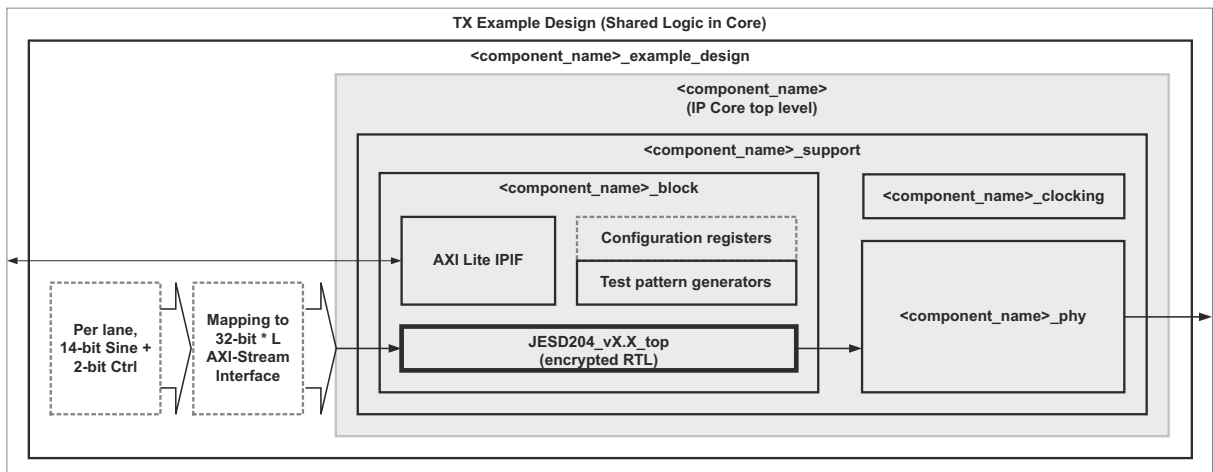 TX Example Design (Shared Logic in Core)
<component_name>_example_design
<component_name>
(IP Core top level)
<component_name>_support
<component_name>_block
<component_name>_clocking
AXI Lite IPIF
Configuration registers
Test pattern generators
Per lane,
14-bit Sine +
2-bit Ctrl
Mapping to
32-bit * L
AXI-Stream
Interface
JESD204_vX.X_top
(encrypted RTL)
<component_name>_phy